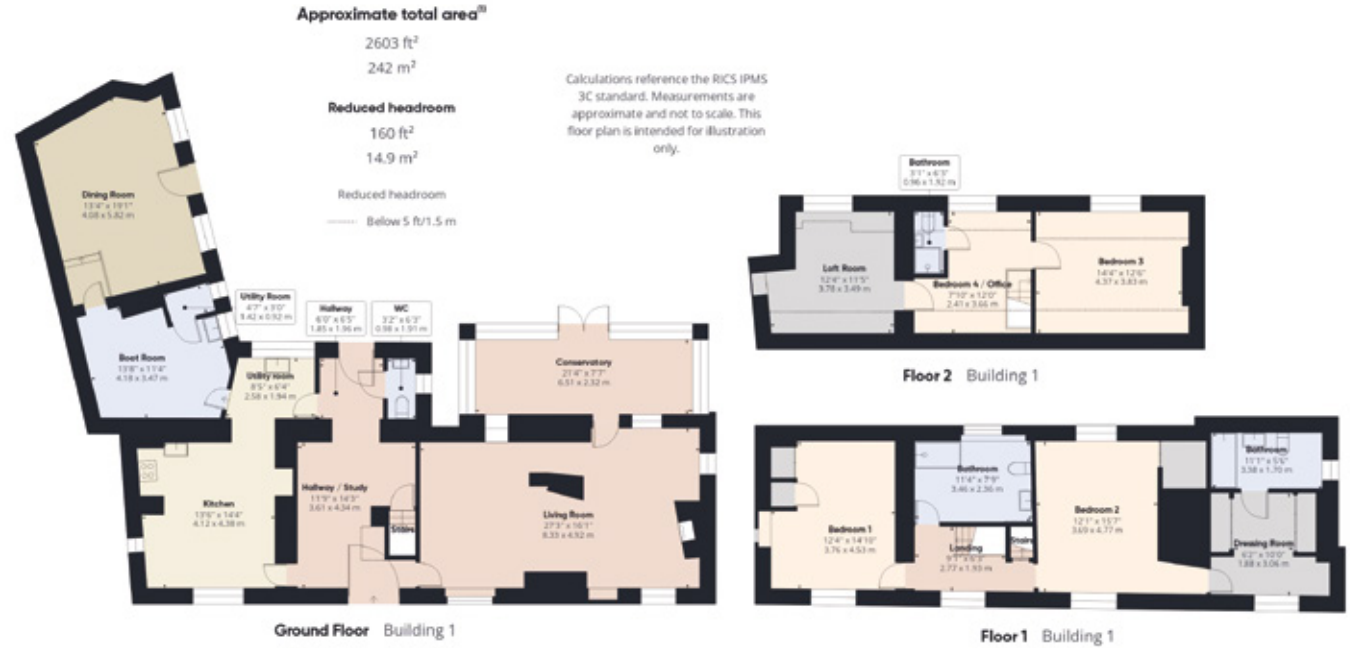 Approximate total area(1)
2603 ft²
242 m²
Reduced headroom
160 ft²
14.9 m²
Reduced headroom
Below 5 ft/1.5 m
Calculations reference the RICS IPMS
3C standard. Measurements are
approximate and not to scale. This
floor plan is intended for illustration
only.
Dining Room
13'4" x 19'1"
4.08 x 5.82 m
Utility Room
4'7" x 3'0"
9.42 x 0.92 m
Hallway
6'0" x 6'5"
1.85 x 1.96 m
WC
3'2" x 6'3"
0.98 x 1.91 m
Boot Room
13'8" x 11'4"
4.18 x 3.47 m
Utility room
8'5" x 6'4"
2.58 x 1.94 m
Conservatory
21'4" x 7'7"
6.51 x 2.32 m
Kitchen
13'6" x 14'4"
4.12 x 4.38 m
Hallway / Study
11'9" x 14'3"
3.61 x 4.34 m
Stairs
Living Room
27'3" x 16'1"
8.33 x 4.92 m
Ground Floor Building 1
Bathroom
3'1" x 6'3"
0.96 x 1.92 m
Loft Room
12'4" x 11'5"
3.78 x 3.49 m
Bedroom 4 / Office
7'10" x 12'0"
2.41 x 3.66 m
Bedroom 3
14'4" x 12'6"
4.37 x 3.83 m
Floor 2 Building 1
Bedroom 1
12'4" x 14'10"
3.76 x 4.53 m
Bathroom
11'4" x 7'9"
3.46 x 2.36 m
Landing
9'1" x 6'3"
2.77 x 1.93 m
Stairs
Bedroom 2
12'1" x 15'7"
3.69 x 4.77 m
Bathroom
11'1" x 5'6"
3.38 x 1.70 m
Dressing Room
6'2" x 10'0"
1.88 x 3.06 m
Floor 1 Building 1